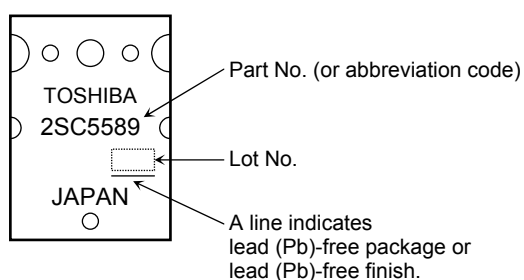 TOSHIBA
2SC5589
JAPAN
Part No. (or abbreviation code)
Lot No.
A line indicates
lead (Pb)-free package or
lead (Pb)-free finish.